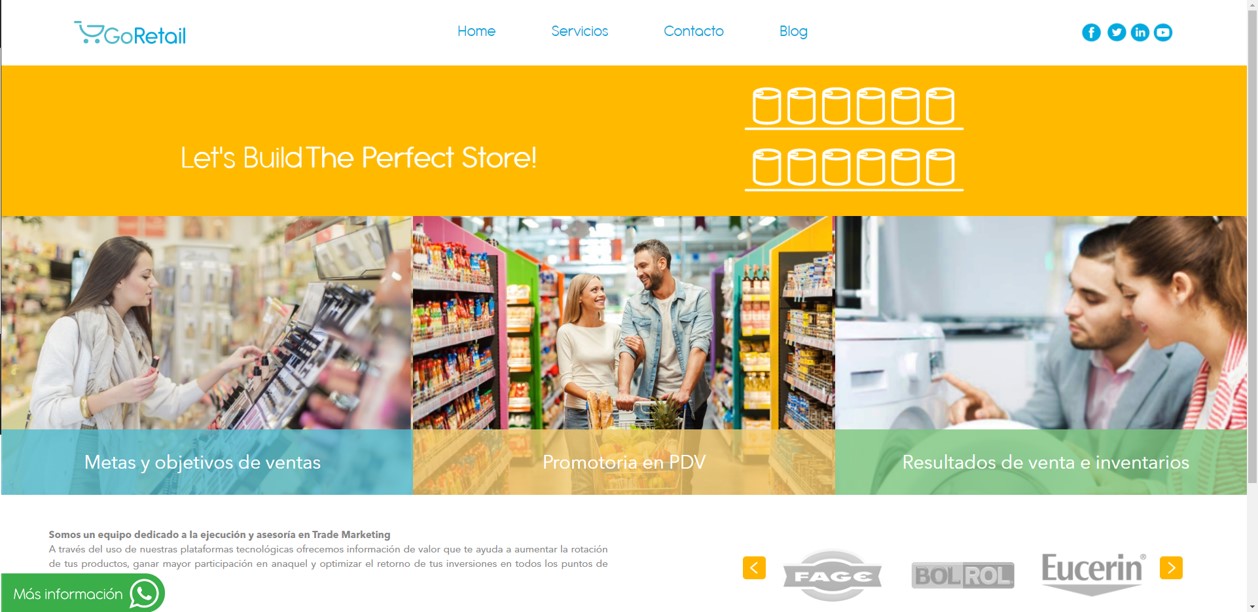 GoRetail
Home Servicios Contacto Blog
Let's Build The Perfect Store!
Metas y objetivos de ventas
Promotoria en PDV
Resultados de venta e inventarios
Somos un equipo dedicado a la ejecución y asesoría en Trade Marketing
A través del uso de nuestras plataformas tecnológicas ofrecemos información de valor que te ayuda a aumentar la rotación
de tus productos, ganar mayor participación en anaquel y optimizar el retorno de tus inversiones en todos los puntos de
FAGE
BOLROL
Eucerin®
Más información